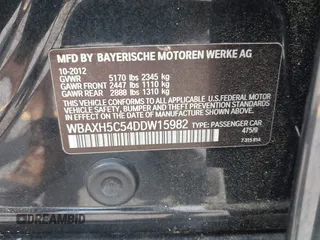 MFD BY BAYERISCHE MOTOREN WERKE AG
10-2012
GVWR 5170 lbs 2345 kg
GAWR FRONT 2447 lbs 1110 kg
GAWR REAR 2888 lbs 1310 kg
THIS VEHICLE CONFORMS TO ALL APPLICABLE U.S. FEDERAL MOTOR
VEHICLE SAFETY, BUMPER AND THEFT PREVENTION STANDARDS
IN EFFECT ON THE DATE OF MANUFACTURE SHOWN ABOVE.
WBAXH5C54DDW15982 TYPE: PASSENGER CAR
475/9
DREAMBID